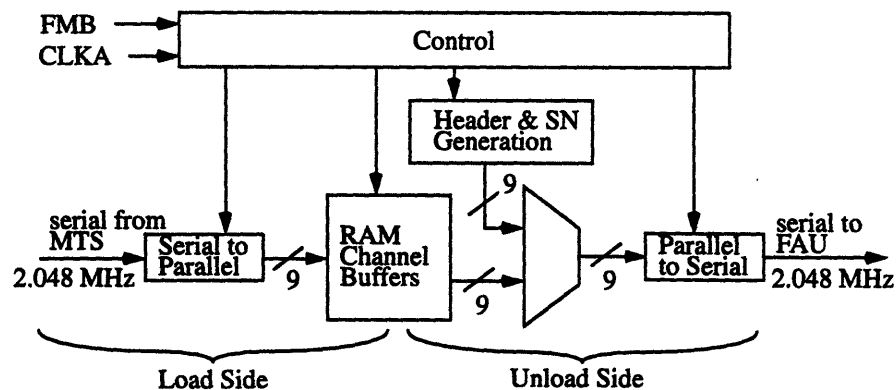 FMB
CLKA
Control
Header & SN
Generation
9
serial from
MTS
2.048 MHz
Serial to
Parallel
9
RAM
Channel
Buffers
9
9
Parallel
to Serial
serial to
FAU
2.048 MHz
Load Side
Unload Side